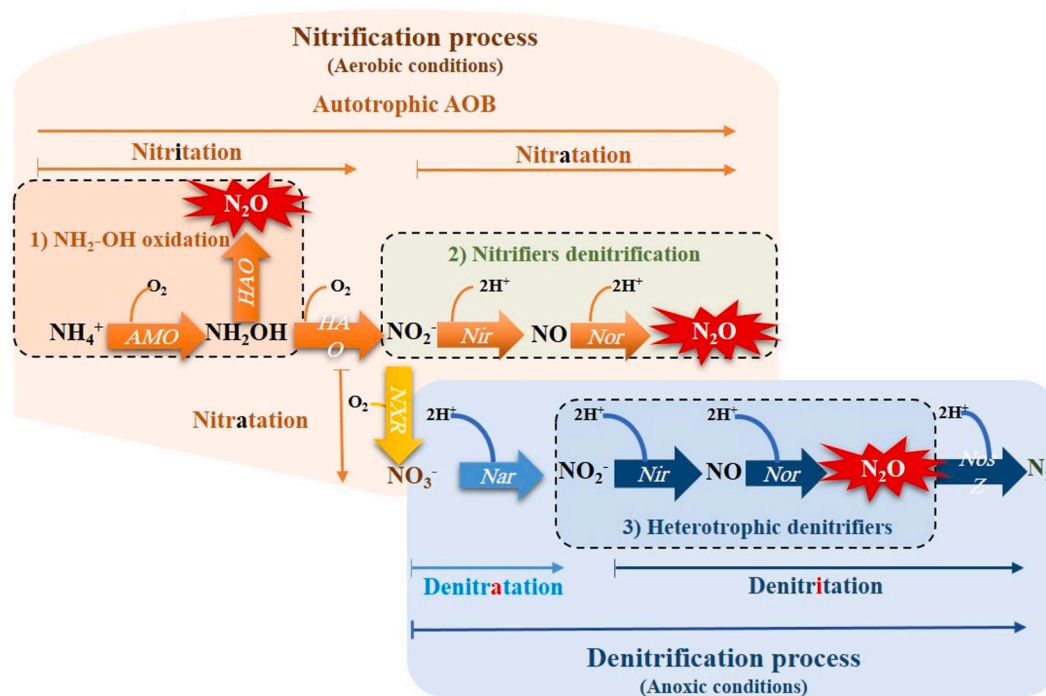 Nitrification process
(Aerobic conditions)
Autotrophic AOB
Nitritation
Nitratation
N₂O
1) NH₂-OH oxidation
HAO
O₂
NH₄⁺
AMO
NH₂OH
O₂
HA
O
2) Nitrifiers denitrification
2H⁺
2H⁺
NO₂⁻
Nir
NO
Nor
N₂O
Nitratation
O₂
NXR
NO₃⁻
2H⁺
Nar
2H⁺
2H⁺
2H⁺
NO₂⁻
Nir
NO
Nor
N₂O
Nos
Z
3) Heterotrophic denitrifiers
Denitratation
Denitritation
Denitrification process
(Anoxic conditions)